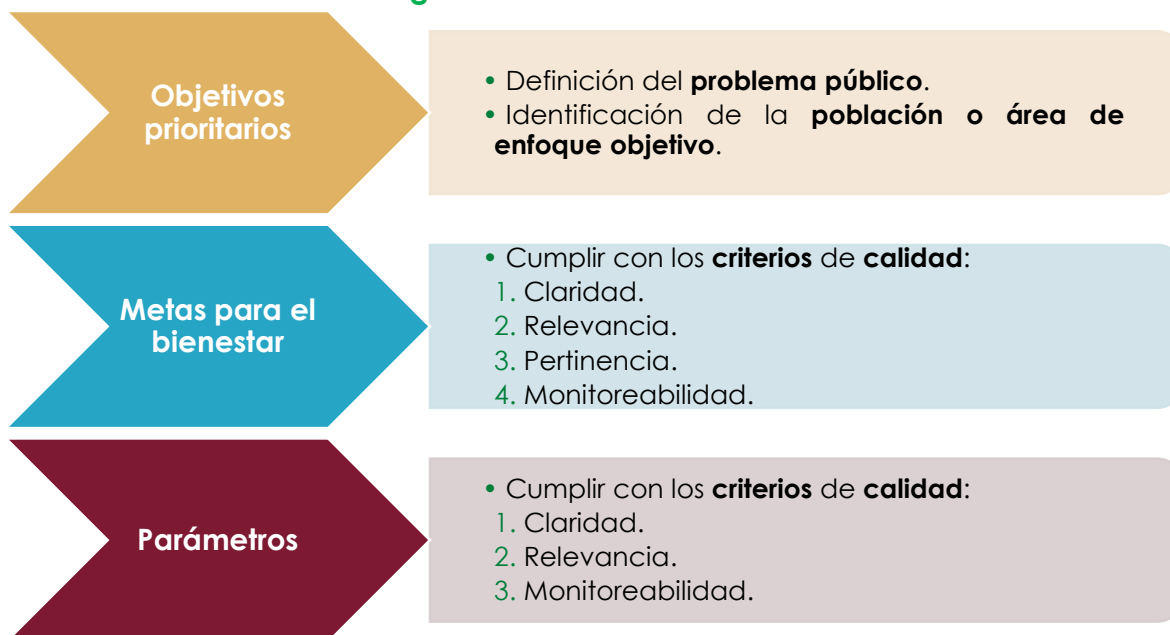 Objetivos
prioritarios
• Definición del problema público.
• Identificación de la población o área de
enfoque objetivo.
Metas para el
bienestar
• Cumplir con los criterios de calidad:
1. Claridad.
2. Relevancia.
3. Pertinencia.
4. Monitoreabilidad.
Parámetros
• Cumplir con los criterios de calidad:
1. Claridad.
2. Relevancia.
3. Monitoreabilidad.